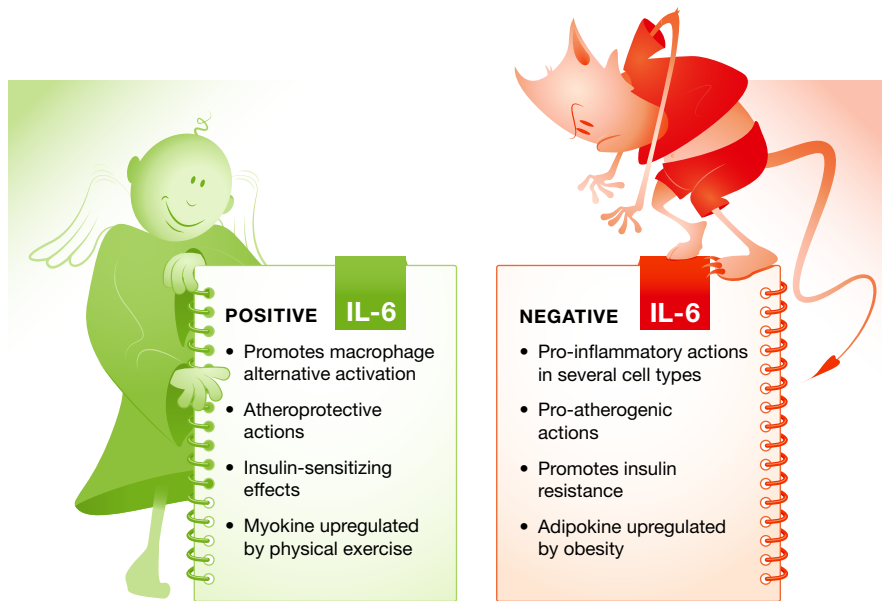 POSITIVE IL-6
• Promotes macrophage
alternative activation
• Atheroprotective
actions
• Insulin-sensitizing
effects
• Myokine upregulated
by physical exercise
NEGATIVE IL-6
• Pro-inflammatory actions
in several cell types
• Pro-atherogenic
actions
• Promotes insulin
resistance
• Adipokine upregulated
by obesity